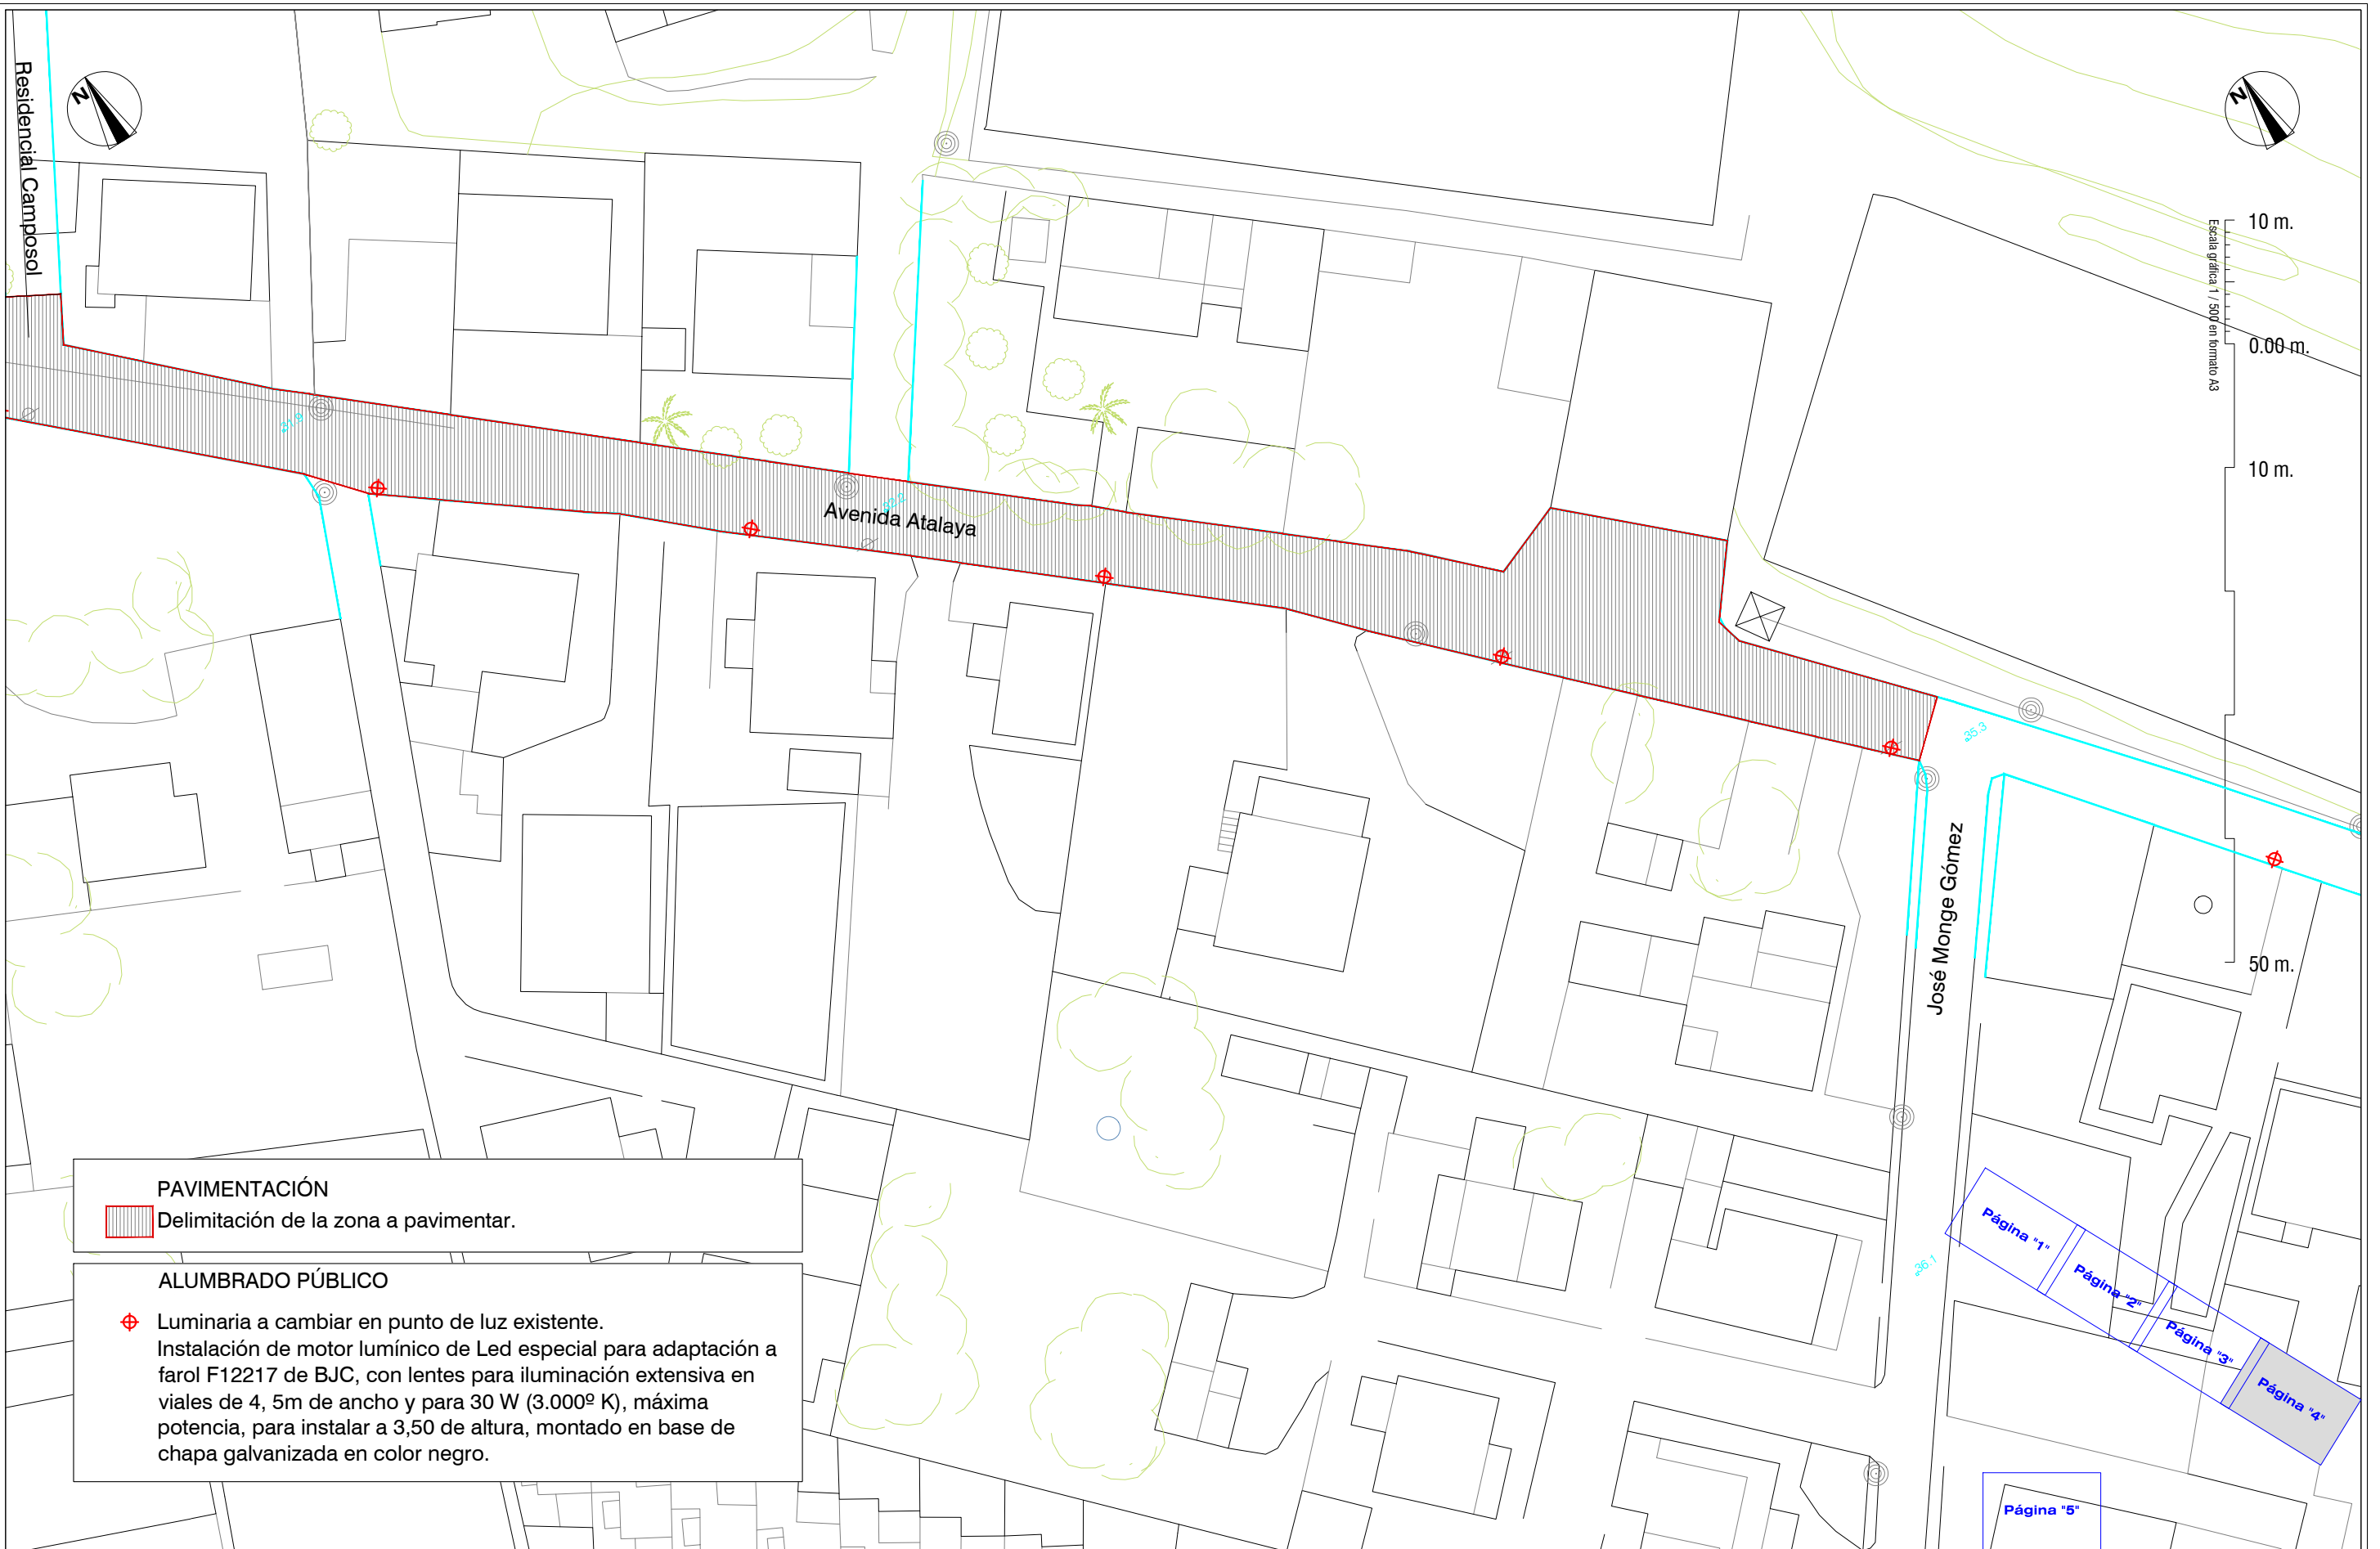 Residencial Camposol
N
N
10 m.
0.00 m.
10 m.
50 m.
Escala gráfica 1 / 500 en formato A3
Avenida Atalaya
35.3
José Monge Gómez
36.1
PAVIMENTACIÓN
Delimitación de la zona a pavimentar.
ALUMBRADO PÚBLICO
Luminaria a cambiar en punto de luz existente.
Instalación de motor lumínico de Led especial para adaptación a
farol F12217 de BJC, con lentes para iluminación extensiva en
viales de 4, 5m de ancho y para 30 W (3.000º K), máxima
potencia, para instalar a 3,50 de altura, montado en base de
chapa galvanizada en color negro.
Página "1"
Página "2"
Página "3"
Página "4"
Página "5"